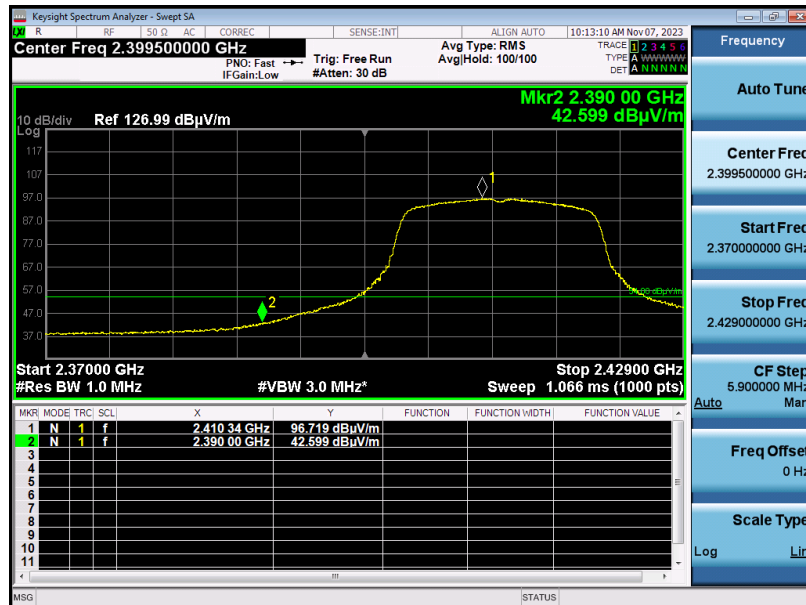 Keysight Spectrum Analyzer - Swept SA
LXI R RF 50 Ω AC CORREC SENSE:INT ALIGN AUTO 10:13:10 AM Nov 07, 2023
Center Freq 2.399500000 GHz
PNO: Fast
IFGain:Low
Trig: Free Run
#Atten: 30 dB
Avg Type: RMS
Avg|Hold: 100/100
TRACE 1 2 3 4 5 6
TYPE A W W W W W
DET A N N N N N
Frequency
Mkr2 2.390 00 GHz
42.599 dBµV/m
10 dB/div Ref 126.99 dBµV/m
Log
117
107
97.0
87.0
77.0
67.0
57.0
47.0
37.0
1
2
Start 2.37000 GHz Stop 2.42900 GHz
#Res BW 1.0 MHz #VBW 3.0 MHz* Sweep 1.066 ms (1000 pts)
MKR MODE TRC SCL X Y FUNCTION FUNCTION WIDTH FUNCTION VALUE
1 N 1 f 2.410 34 GHz 96.719 dBµV/m
2 N 1 f 2.390 00 GHz 42.599 dBµV/m
3
4
5
6
7
8
9
10
11
Auto Tune
Center Freq
2.399500000 GHz
Start Freq
2.370000000 GHz
Stop Freq
2.429000000 GHz
CF Step
5.900000 MHz
Auto Man
Freq Offset
0 Hz
Scale Type
Log Lin
MSG STATUS